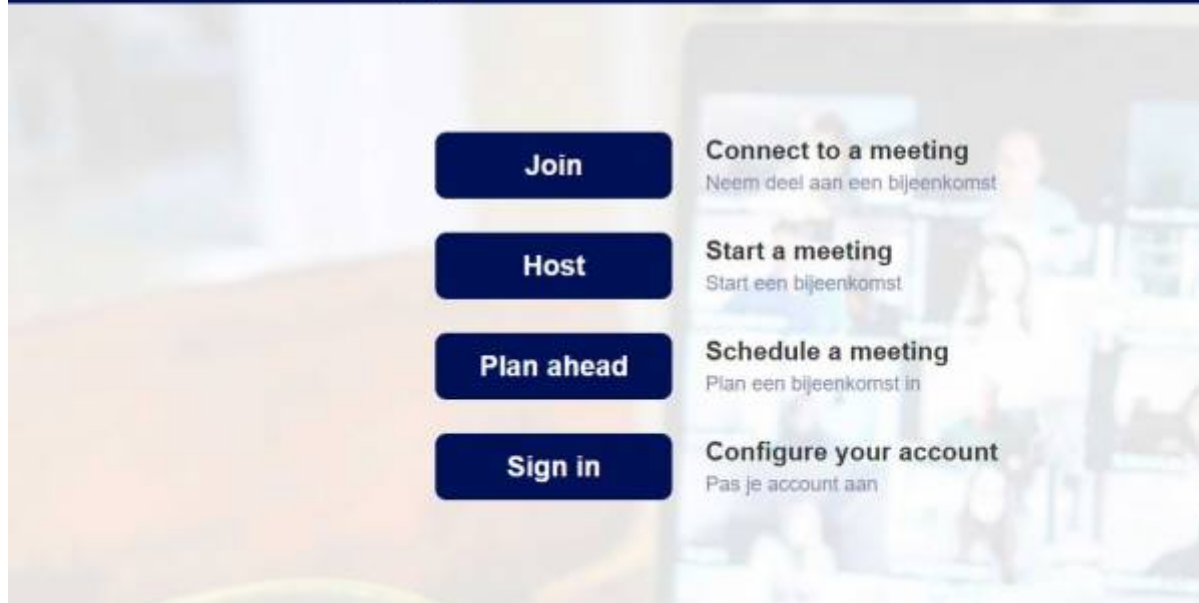 Join
Connect to a meeting
Neem deel aan een bijeenkomst
Host
Start a meeting
Start een bijeenkomst
Plan ahead
Schedule a meeting
Plan een bijeenkomst in
Sign in
Configure your account
Pas je account aan